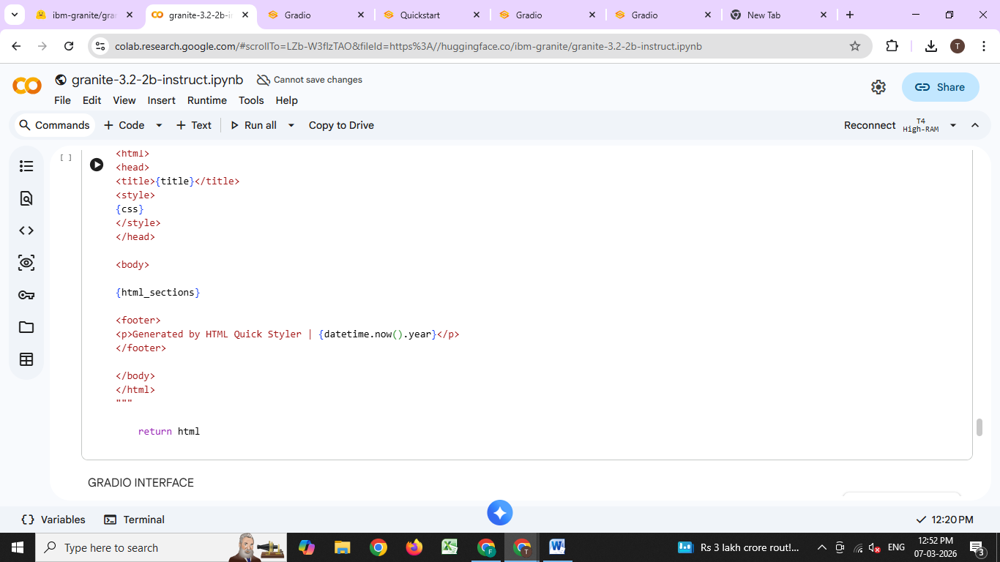 ibm-granite/gra
granite-3.2-2b-i
Gradio
Quickstart
Gradio
Gradio
New Tab
colab.research.google.com/#scrollTo=LZb-W3flzTAO&fileId=https%3A//huggingface.co/ibm-granite/granite-3.2-2b-instruct.ipynb
T
granite-3.2-2b-instruct.ipynb
Cannot save changes
File Edit View Insert Runtime Tools Help
Share
Commands
+ Code
+ Text
Run all
Copy to Drive
Reconnect
T4
High-RAM
[ ]
<html>
<head>
<title>{title}</title>
<style>
{css}
</style>
</head>
<body>
{html_sections}
<footer>
<p>Generated by HTML Quick Styler | {datetime.now().year}</p>
</footer>
</body>
</html>
"""
return html
GRADIO INTERFACE
Variables
Terminal
12:20 PM
Type here to search
Rs 3 lakh crore rout!...
ENG
12:52 PM
07-03-2026
3